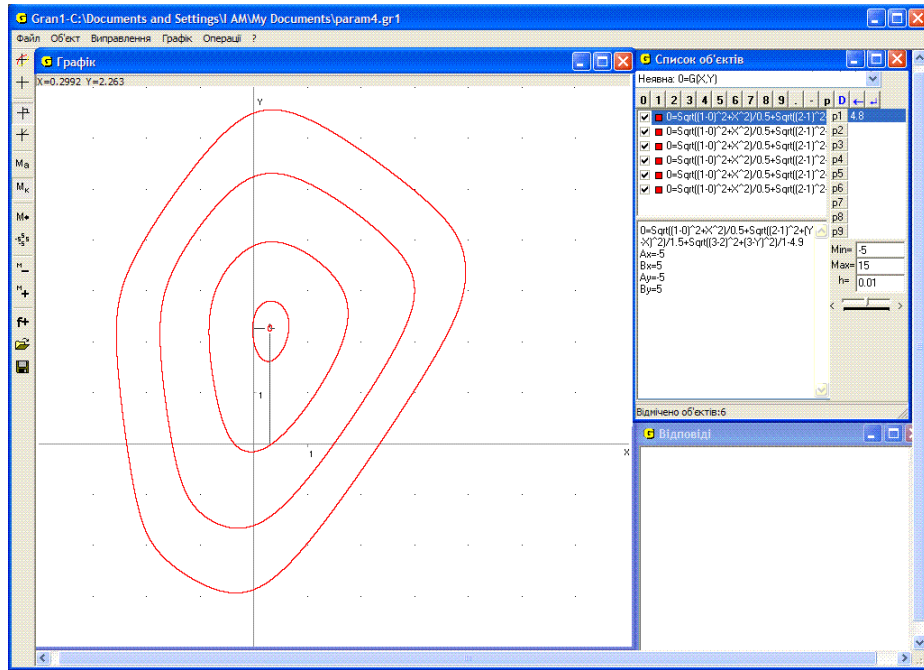 Gran1-C:\Documents and Settings\I AM\My Documents\param4.gr1
Файл Об'єкт Виправлення Графік Операції ?
Графік
X=0.2992 Y=2.263
Y
1
1
X
Ma
Мк
M+
f+
Список об'єктів
Неявна: 0=G(X,Y)
0 1 2 3 4 5 6 7 8 9 . - p D ← ↵
0=Sqrt((1-0)^2+X^2)/0.5+Sqrt((2-1)^2- p1 4.8
0=Sqrt((1-0)^2+X^2)/0.5+Sqrt((2-1)^2- p2
0=Sqrt((1-0)^2+X^2)/0.5+Sqrt((2-1)^2- p3
0=Sqrt((1-0)^2+X^2)/0.5+Sqrt((2-1)^2- p4
0=Sqrt((1-0)^2+X^2)/0.5+Sqrt((2-1)^2- p5
0=Sqrt((1-0)^2+X^2)/0.5+Sqrt((2-1)^2- p6
p7
p8
p9
0=Sqrt((1-0)^2+X^2)/0.5+Sqrt((2-1)^2+(Y
-X)^2)/1.5+Sqrt((3-2)^2+(3-Y)^2)/1-4.9
Ax=-5
Bx=5
Ay=-5
By=5
Min= -5
Max= 15
h= 0.01
< >
Відмічено об'єктів:6
Відповіді